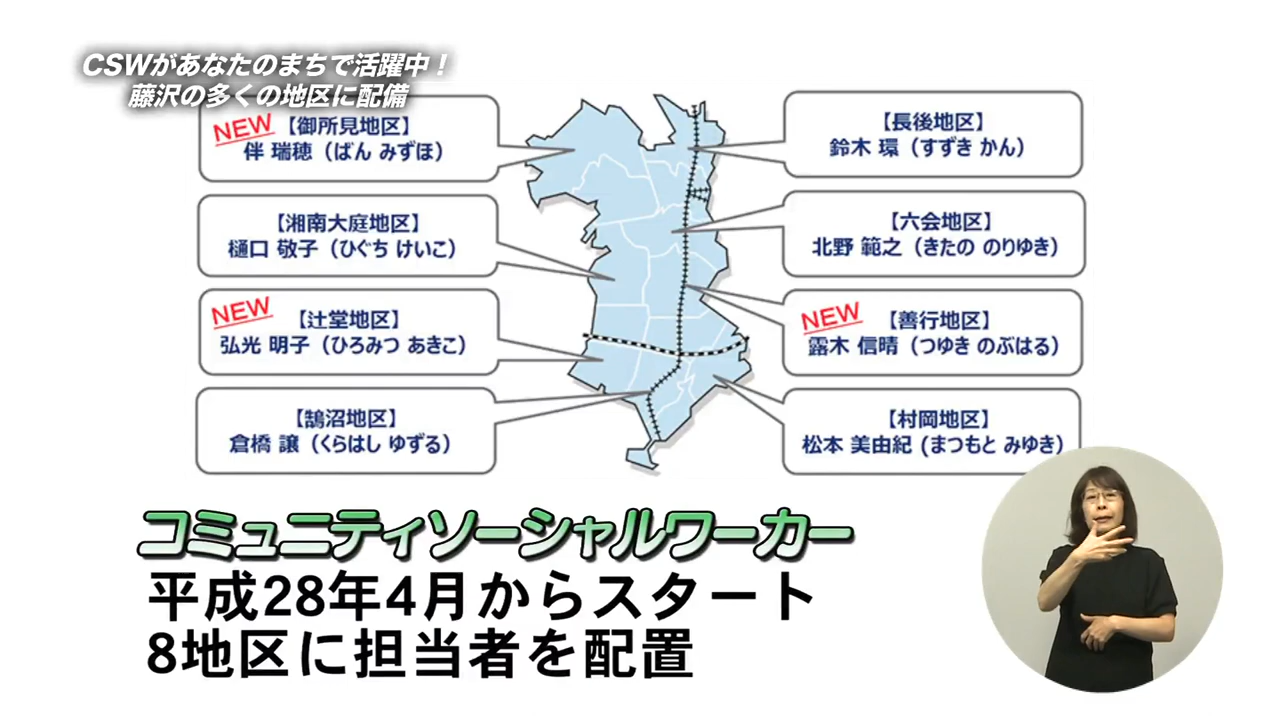 CSWがあなたのまちで活躍中！
藤沢の多くの地区に配備
NEW
【御所見地区】
伴 瑞穂（ばん みずほ）
【湘南大庭地区】
樋口 敬子（ひぐち けいこ）
NEW
【辻堂地区】
弘光 明子（ひろみつ あきこ）
【鵠沼地区】
倉橋 譲（くらはし ゆずる）
【長後地区】
鈴木 環（すずき かん）
【六会地区】
北野 範之（きたの のりゆき）
NEW
【善行地区】
露木 信晴（つゆき のぶはる）
【村岡地区】
松本 美由紀（まつもと みゆき）
コミュニティソーシャルワーカー
平成28年4月からスタート
8地区に担当者を配置